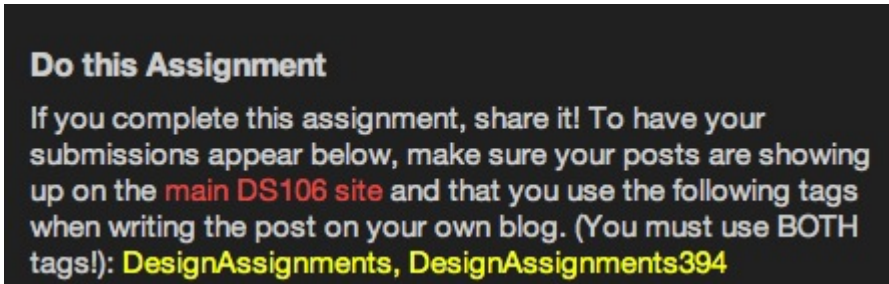 Do this Assignment
If you complete this assignment, share it! To have your
submissions appear below, make sure your posts are showing
up on the main DS106 site and that you use the following tags
when writing the post on your own blog. (You must use BOTH
tags!): DesignAssignments, DesignAssignments394